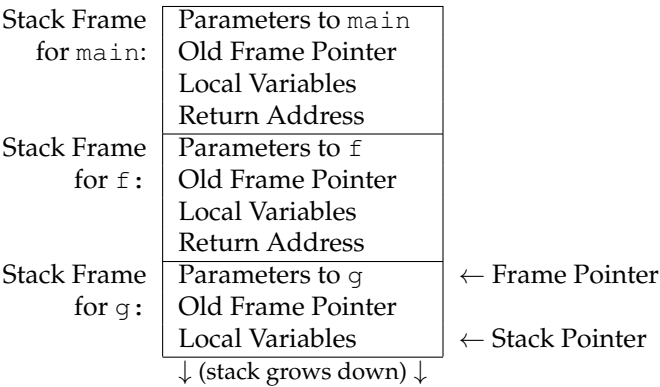 Stack Frame Parameters to main
for main: Old Frame Pointer
Local Variables
Return Address
Stack Frame Parameters to f
for f: Old Frame Pointer
Local Variables
Return Address
Stack Frame Parameters to g ← Frame Pointer
for g: Old Frame Pointer
Local Variables ← Stack Pointer
↓ (stack grows down) ↓